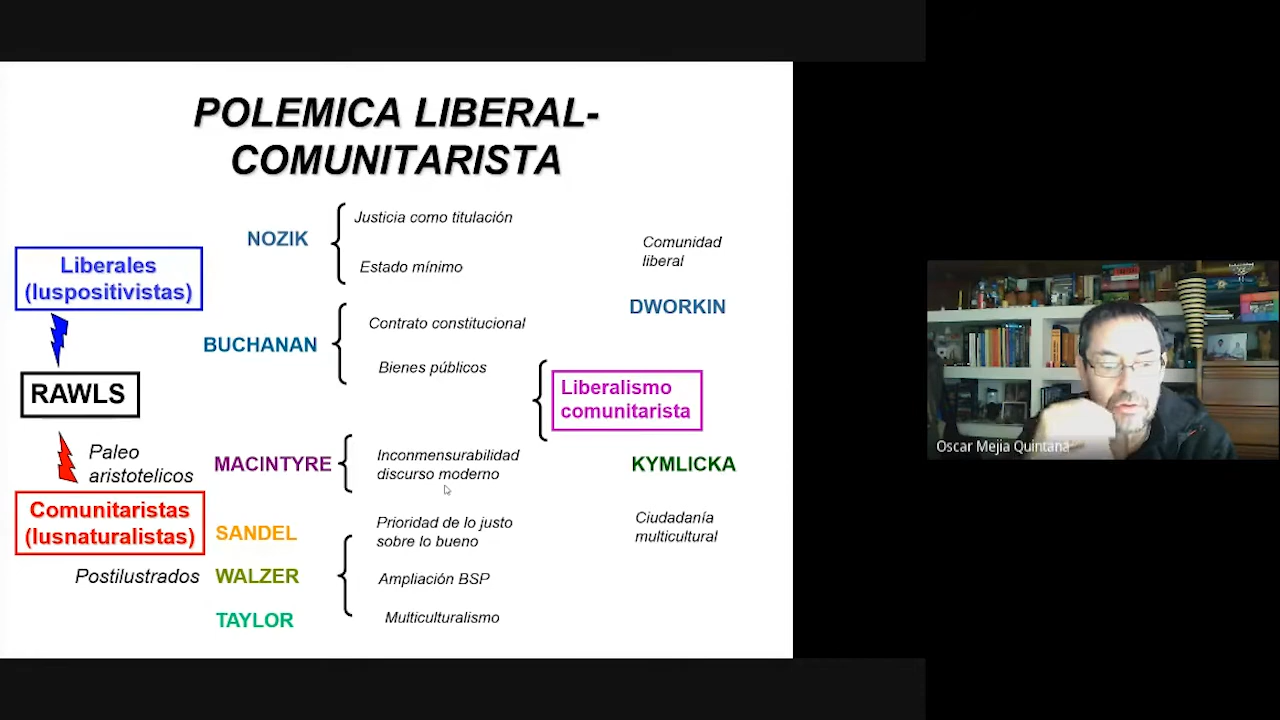 POLEMICA LIBERAL-
COMUNITARISTA
Liberales
(Iuspositivistas)
RAWLS
Paleo
aristotelicos
Comunitaristas
(Iusnaturalistas)
Postilustrados
NOZIK
Justicia como titulación
Estado mínimo
BUCHANAN
Contrato constitucional
Bienes públicos
MACINTYRE
Inconmensurabilidad
discurso moderno
SANDEL
WALZER
TAYLOR
Prioridad de lo justo
sobre lo bueno
Ampliación BSP
Multiculturalismo
Comunidad
liberal
DWORKIN
Liberalismo
comunitarista
KYMLICKA
Ciudadanía
multicultural
Oscar Mejia Quintana